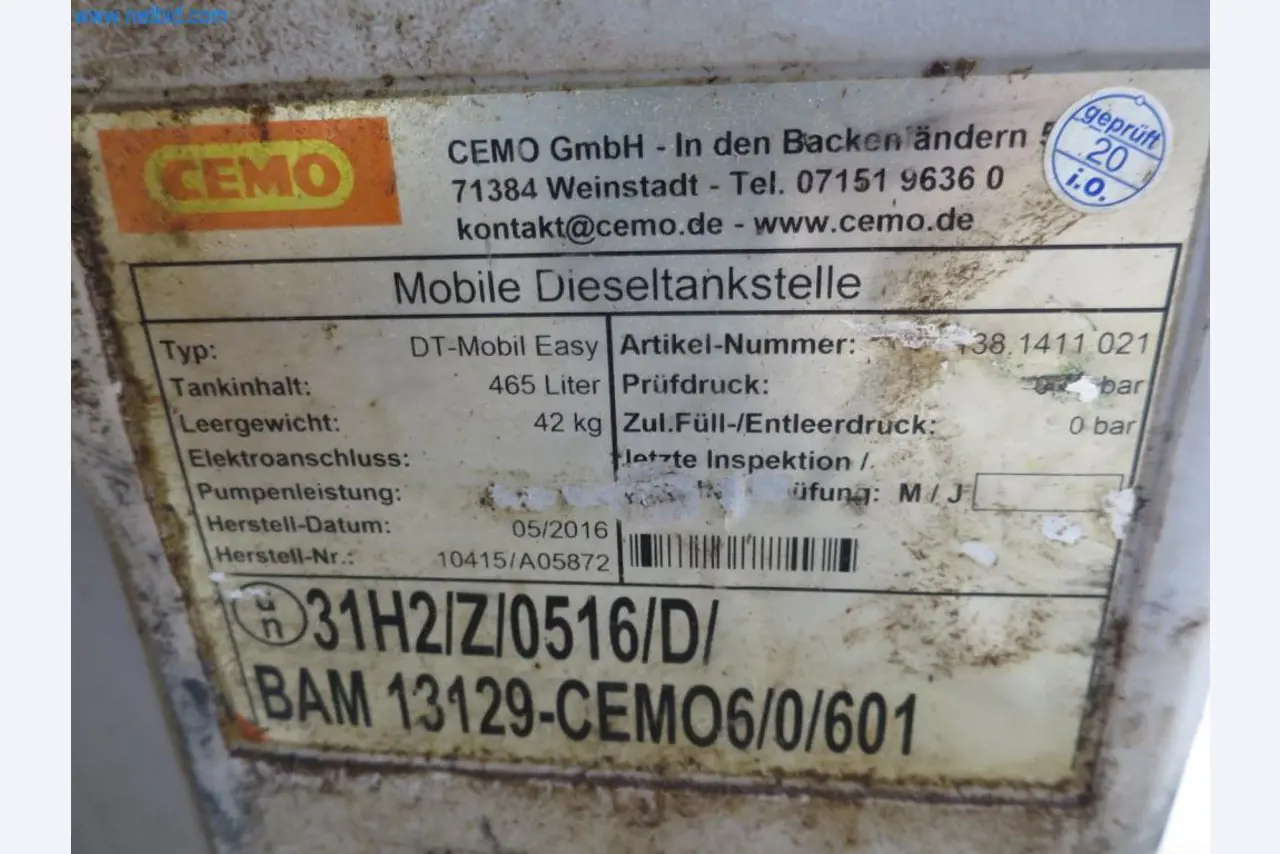 www.netbid.com
CEMO
CEMO GmbH - In den Backenländern
71384 Weinstadt - Tel. 07151 9636 0
kontakt@cemo.de - www.cemo.de
geprüft
20
i.O.
Mobile Dieseltankstelle
Typ: DT-Mobil Easy
Tankinhalt: 465 Liter
Leergewicht: 42 kg
Elektroanschluss:
Pumpenleistung:
Herstell-Datum: 05/2016
Herstell-Nr.: 10415/A05872
Artikel-Nummer: 138.1411.021
Prüfdruck: bar
Zul.Füll-/Entleerdruck: 0 bar
letzte Inspektion /
M / J
un 31H2/Z/0516/D/
BAM 13129-CEMO6/0/601